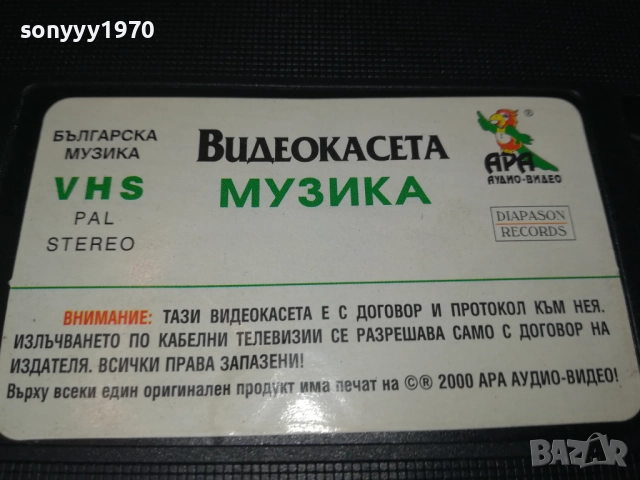 sonyyy1970
БЪЛГАРСКА
МУЗИКА
VHS
PAL
STEREO
ВИДЕОКАСЕТА
МУЗИКА
®
АРА
АУДИО-ВИДЕО
DIAPASON
RECORDS
ВНИМАНИЕ: ТАЗИ ВИДЕОКАСЕТА Е С ДОГОВОР И ПРОТОКОЛ КЪМ НЕЯ.
ИЗЛЪЧВАНЕТО ПО КАБЕЛНИ ТЕЛЕВИЗИИ СЕ РАЗРЕШАВА САМО С ДОГОВОР НА
ИЗДАТЕЛЯ. ВСИЧКИ ПРАВА ЗАПАЗЕНИ!
Върху всеки един оригинален продукт има печат на ©® 2000 АРА АУДИО-ВИДЕО!
BAZAR